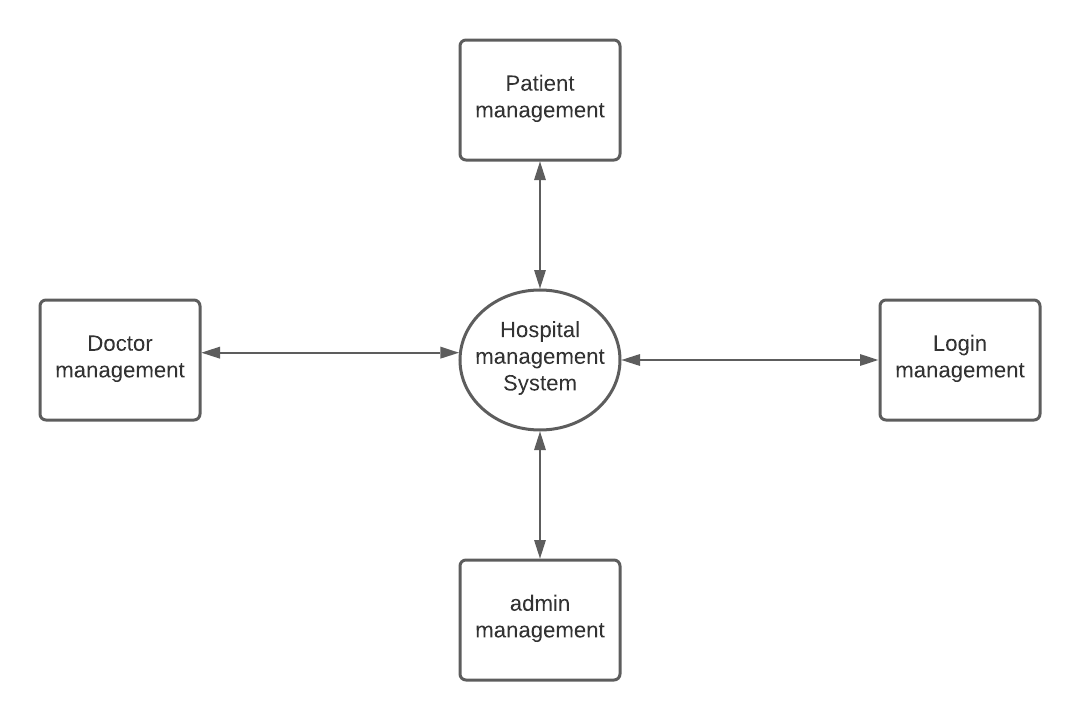 Patient
management
Doctor
management
Hospital
management
System
Login
management
admin
management